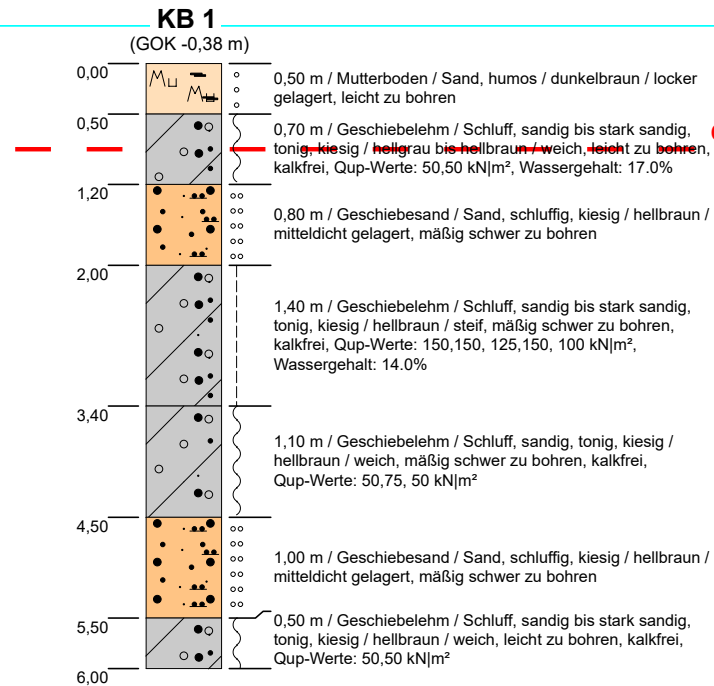 KB 1
(GOK -0,38 m)
0,00
0,50 m / Mutterboden / Sand, humos / dunkelbraun / locker
gelagert, leicht zu bohren
0,50
0,70 m / Geschiebelehm / Schluff, sandig bis stark sandig,
tonig, kiesig / hellgrau bis hellbraun / weich, leicht zu bohren,
kalkfrei, Qup-Werte: 50,50 kN|m², Wassergehalt: 17.0%
1,20
0,80 m / Geschiebesand / Sand, schluffig, kiesig / hellbraun /
mitteldicht gelagert, mäßig schwer zu bohren
2,00
1,40 m / Geschiebelehm / Schluff, sandig bis stark sandig,
tonig, kiesig / hellbraun / steif, mäßig schwer zu bohren,
kalkfrei, Qup-Werte: 150,150, 125,150, 100 kN|m²,
Wassergehalt: 14.0%
3,40
1,10 m / Geschiebelehm / Schluff, sandig, tonig, kiesig /
hellbraun / weich, mäßig schwer zu bohren, kalkfrei,
Qup-Werte: 50,75, 50 kN|m²
4,50
1,00 m / Geschiebesand / Sand, schluffig, kiesig / hellbraun /
mitteldicht gelagert, mäßig schwer zu bohren
5,50
0,50 m / Geschiebelehm / Schluff, sandig bis stark sandig,
tonig, kiesig / hellbraun / weich, leicht zu bohren, kalkfrei,
Qup-Werte: 50,50 kN|m²
6,00